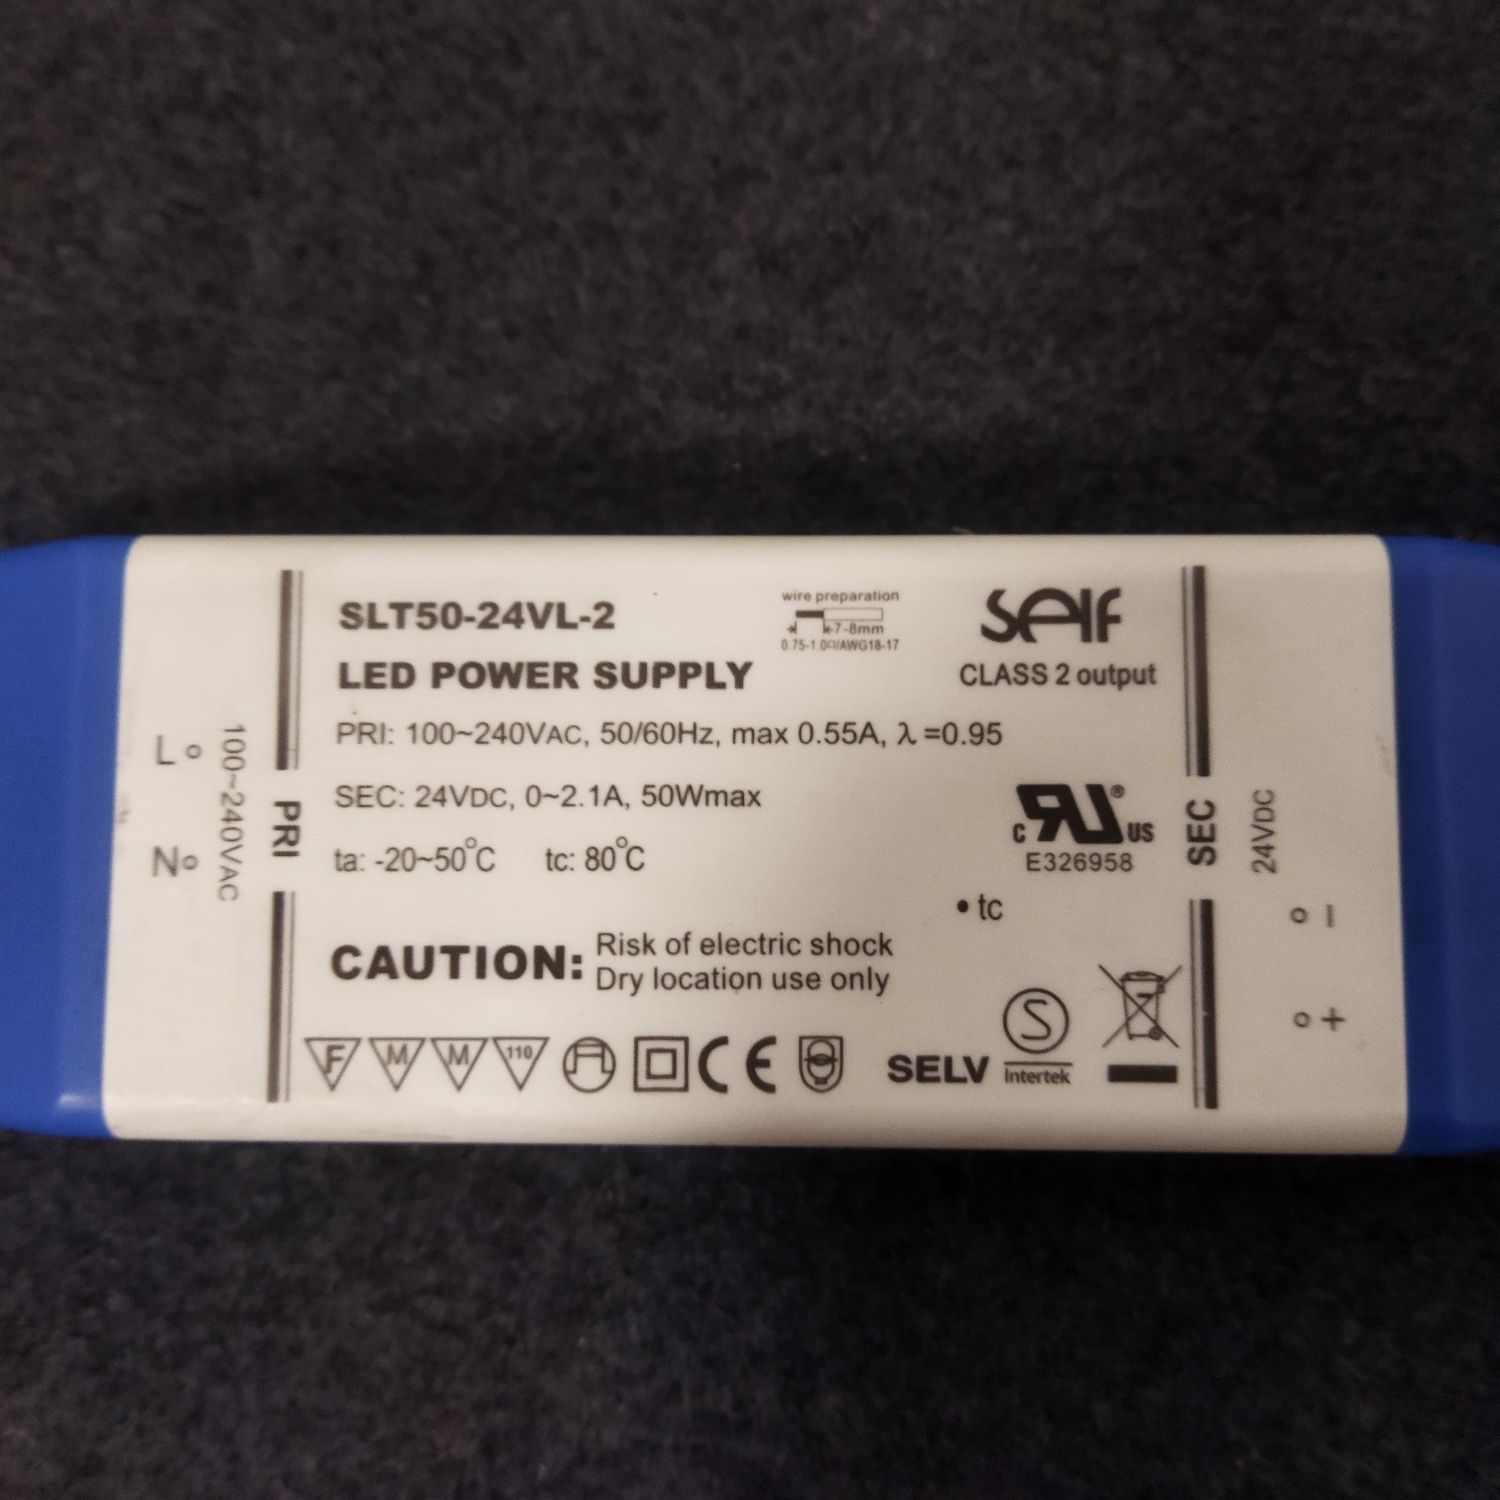 SLT50-24VL-2
LED POWER SUPPLY
wire preparation
7-8mm
0.75-1.0□/AWG18-17
SELF
CLASS 2 output
PRI: 100~240VAC, 50/60Hz, max 0.55A, λ=0.95
SEC: 24VDC, 0~2.1A, 50Wmax
ta: -20~50°C tc: 80°C
L
N
100~240VAC
PRI
c RU® US
E326958
• tc
SEC
24VDC
-
+
CAUTION: Risk of electric shock
Dry location use only
F M M 110 CE SELV S
Intertek